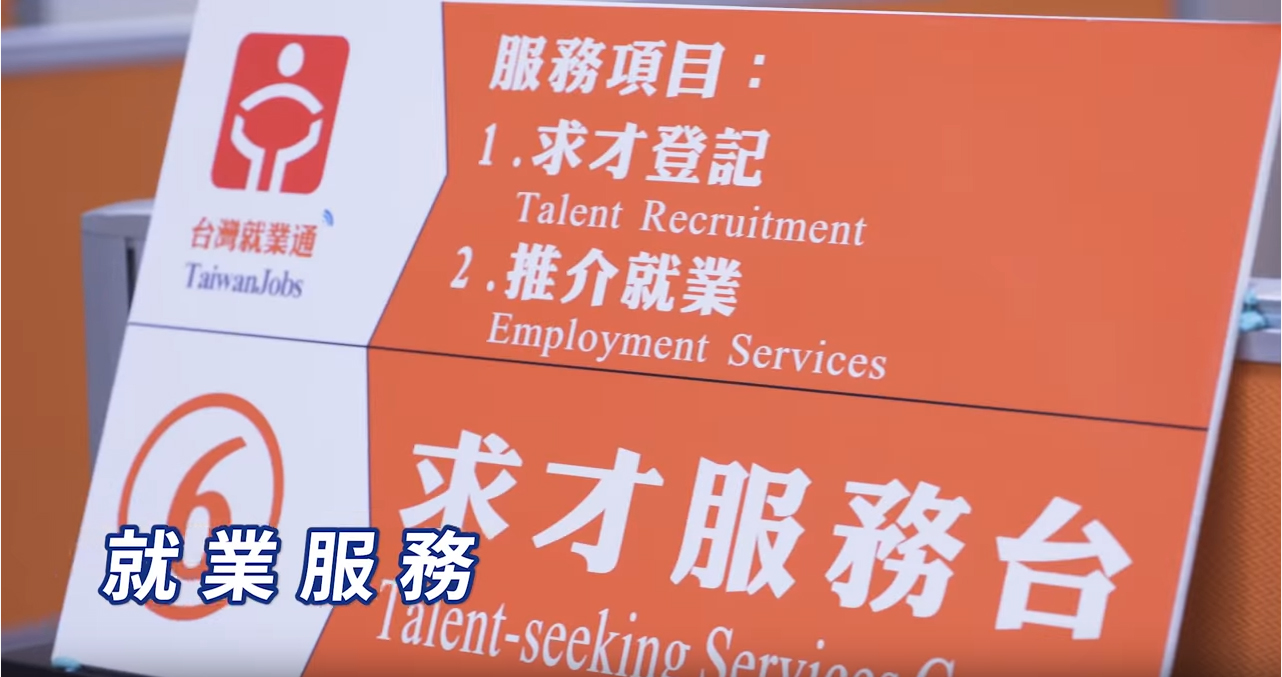 服務項目：
1.求才登記
Talent Recruitment
2.推介就業
Employment Services
台灣就業通
TaiwanJobs
6
求才服務台
Talent-seeking Services
就業服務